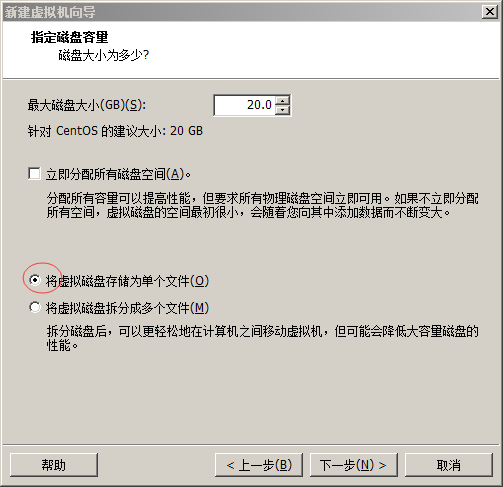 新建虚拟机向导
指定磁盘容量
磁盘大小为多少?
最大磁盘大小(GB)(S): 20.0
针对 CentOS 的建议大小: 20 GB
立即分配所有磁盘空间(A)。
分配所有容量可以提高性能，但要求所有物理磁盘空间立即可用。如果不立即分配
所有空间，虚拟磁盘的空间最初很小，会随着您向其中添加数据而不断变大。
将虚拟磁盘存储为单个文件(O)
将虚拟磁盘拆分成多个文件(M)
拆分磁盘后，可以更轻松地在计算机之间移动虚拟机，但可能会降低大容量磁盘的
性能。
帮助 < 上一步(B) 下一步(N) > 取消